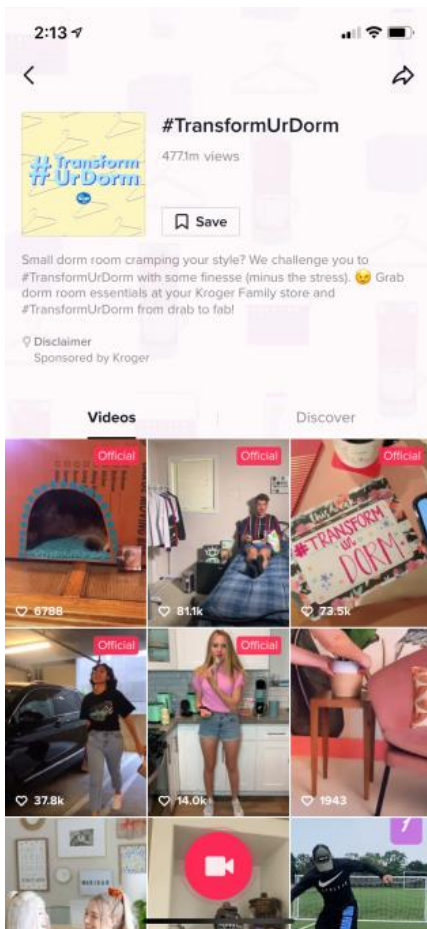 2:13
#TransformUrDorm
477.1m views
# Transform
UrDorm
Save
Small dorm room cramping your style? We challenge you to
#TransformUrDorm with some finesse (minus the stress). 😉 Grab
dorm room essentials at your Kroger Family store and
#TransformUrDorm from drab to fab!
Disclaimer
Sponsored by Kroger
Videos
Discover
Official
Official
Official
This is the
#TRANSFORM
UR
DORM
6788
81.1k
73.5k
Official
Official
37.8k
14.0k
1943